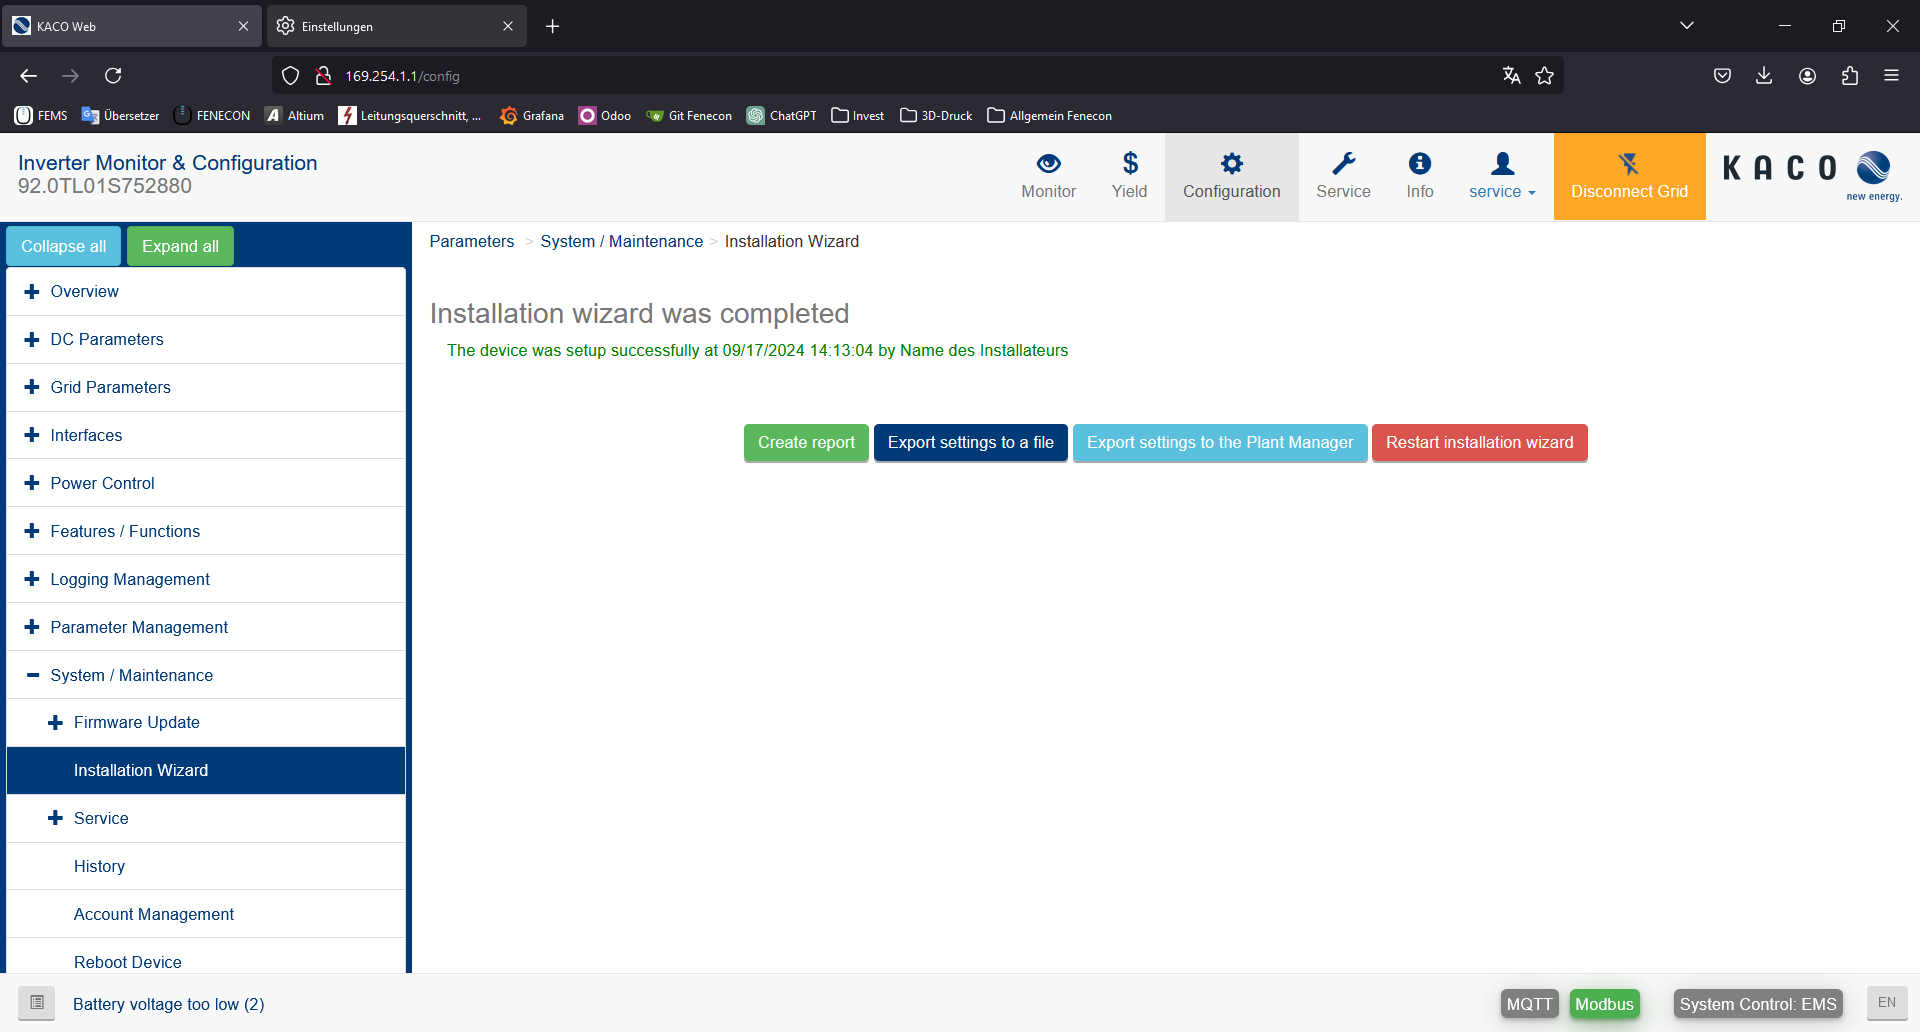 KACO Web
Einstellungen
169.254.1.1/config
FEMS
Übersetzer
FENECON
Altium
Leitungsquerschnitt, ...
Grafana
Odoo
Git Fenecon
ChatGPT
Invest
3D-Druck
Allgemein Fenecon
Inverter Monitor & Configuration
92.0TL01S752880
Monitor
Yield
Configuration
Service
Info
service
Disconnect Grid
KACO
new energy.
Collapse all
Expand all
Parameters > System / Maintenance > Installation Wizard
Overview
DC Parameters
Grid Parameters
Interfaces
Power Control
Features / Functions
Logging Management
Parameter Management
System / Maintenance
Firmware Update
Installation Wizard
Service
History
Account Management
Reboot Device
Installation wizard was completed
The device was setup successfully at 09/17/2024 14:13:04 by Name des Installateurs
Create report
Export settings to a file
Export settings to the Plant Manager
Restart installation wizard
Battery voltage too low (2)
MQTT
Modbus
System Control: EMS
EN